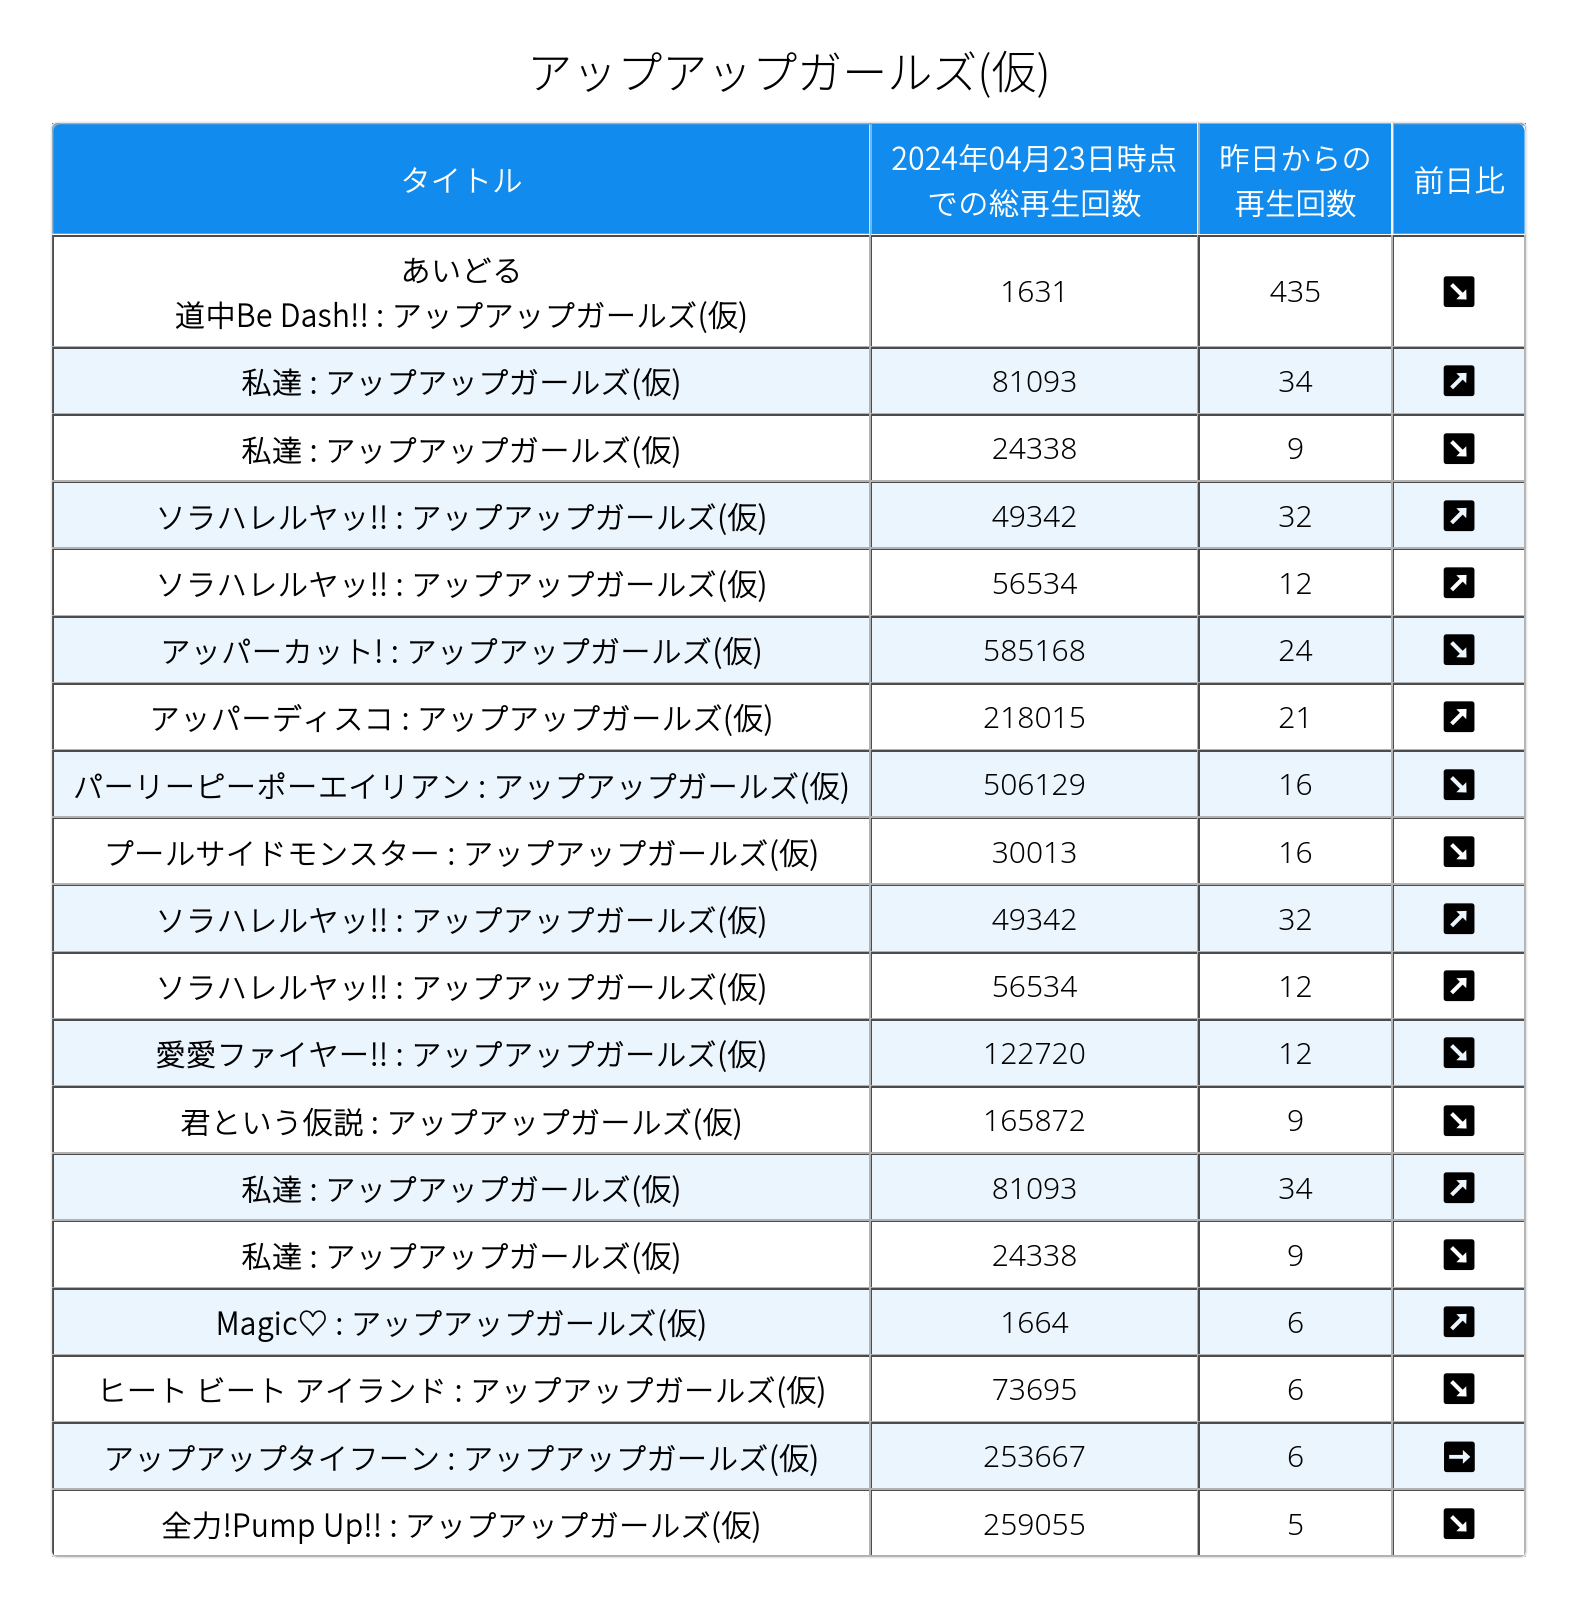 アップアップガールズ(仮)
タイトル 2024年04月23日時点での総再生回数 昨日からの再生回数 前日比
あいどる
道中Be Dash!! : アップアップガールズ(仮) 1631 435 ↘
私達 : アップアップガールズ(仮) 81093 34 ↗
私達 : アップアップガールズ(仮) 24338 9 ↘
ソラハレルヤッ!! : アップアップガールズ(仮) 49342 32 ↗
ソラハレルヤッ!! : アップアップガールズ(仮) 56534 12 ↗
アッパーカット! : アップアップガールズ(仮) 585168 24 ↘
アッパーディスコ : アップアップガールズ(仮) 218015 21 ↗
パーリーピーポーエイリアン : アップアップガールズ(仮) 506129 16 ↘
プールサイドモンスター : アップアップガールズ(仮) 30013 16 ↘
ソラハレルヤッ!! : アップアップガールズ(仮) 49342 32 ↗
ソラハレルヤッ!! : アップアップガールズ(仮) 56534 12 ↗
愛愛ファイヤー!! : アップアップガールズ(仮) 122720 12 ↘
君という仮説 : アップアップガールズ(仮) 165872 9 ↘
私達 : アップアップガールズ(仮) 81093 34 ↗
私達 : アップアップガールズ(仮) 24338 9 ↘
Magic♡ : アップアップガールズ(仮) 1664 6 ↗
ヒート ビート アイランド : アップアップガールズ(仮) 73695 6 ↘
アップアップタイフーン : アップアップガールズ(仮) 253667 6 →
全力!Pump Up!! : アップアップガールズ(仮) 259055 5 ↘